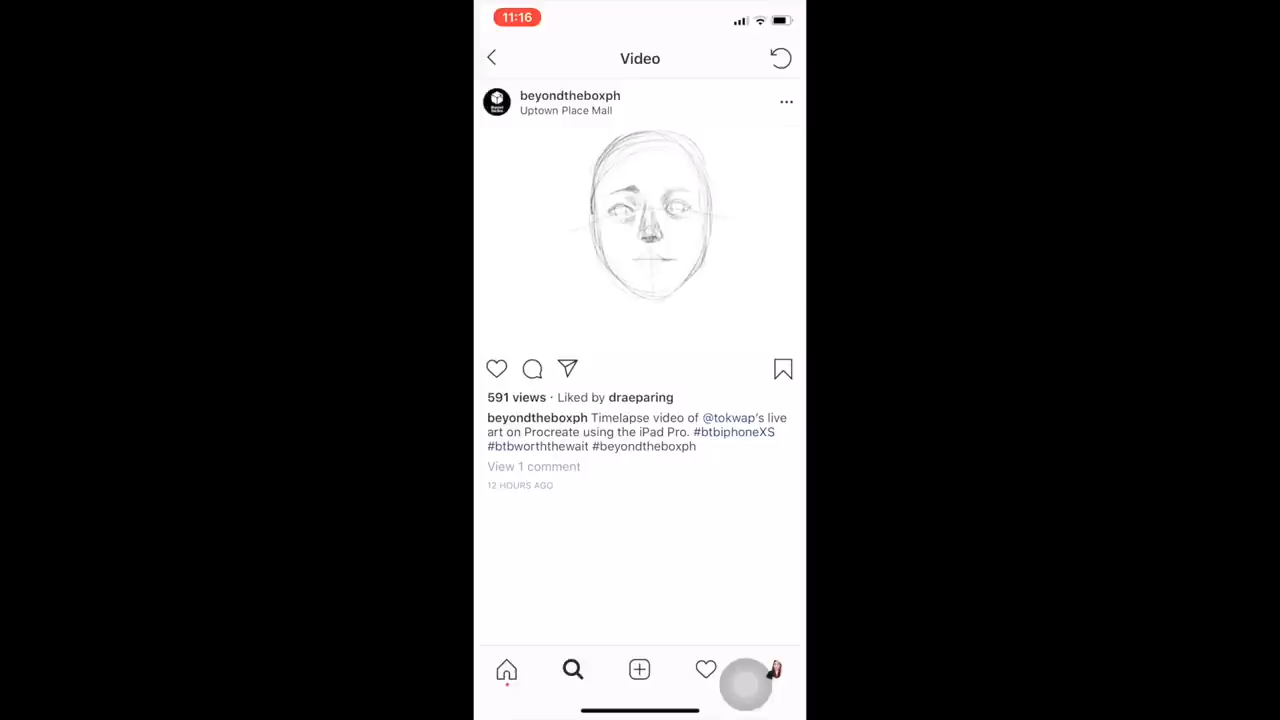 11:16
Video
beyondtheboxph
Uptown Place Mall
591 views · Liked by draeparing
beyondtheboxph Timelapse video of @tokwap's live
art on Procreate using the iPad Pro. #btbiphoneXS
#btbworththewait #beyondtheboxph
View 1 comment
12 HOURS AGO